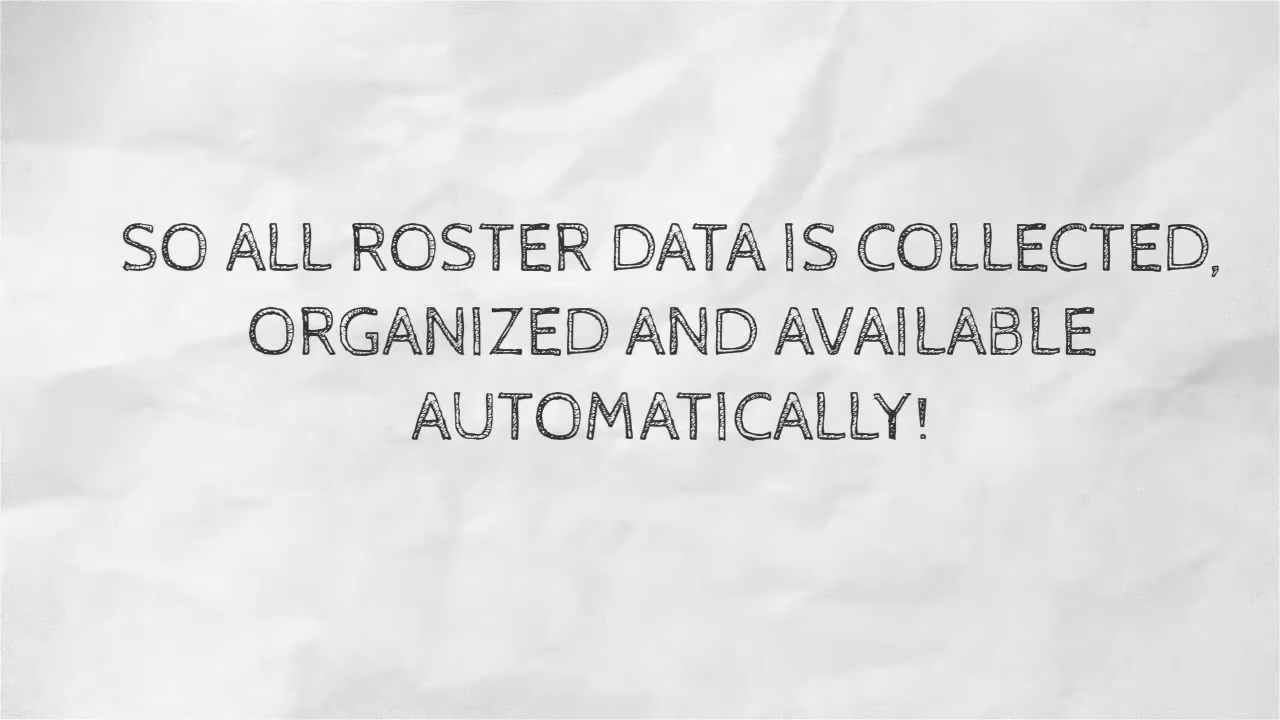 SO ALL ROSTER DATA IS COLLECTED,
ORGANIZED AND AVAILABLE
AUTOMATICALLY!